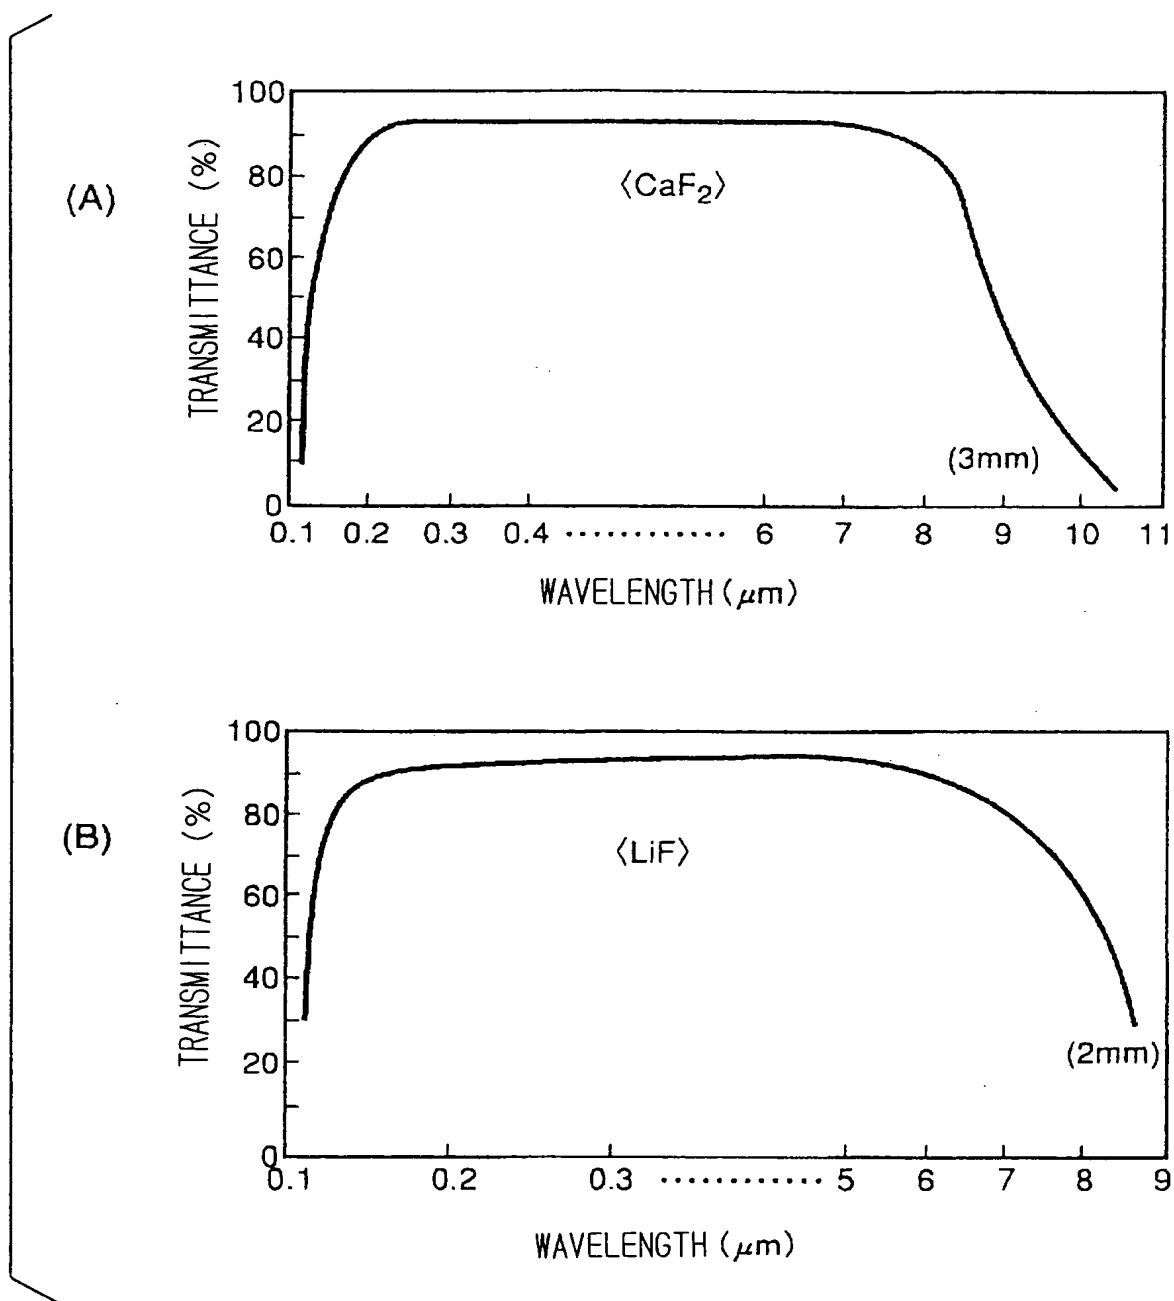 (A)
TRANSMITTANCE (%)
100
80
60
40
20
0
⟨CaF₂⟩
(3mm)
0.1 0.2 0.3 0.4 ············ 6 7 8 9 10 11
WAVELENGTH (μm)
(B)
TRANSMITTANCE (%)
100
80
60
40
20
0
⟨LiF⟩
(2mm)
0.1 0.2 0.3 ············ 5 6 7 8 9
WAVELENGTH (μm)